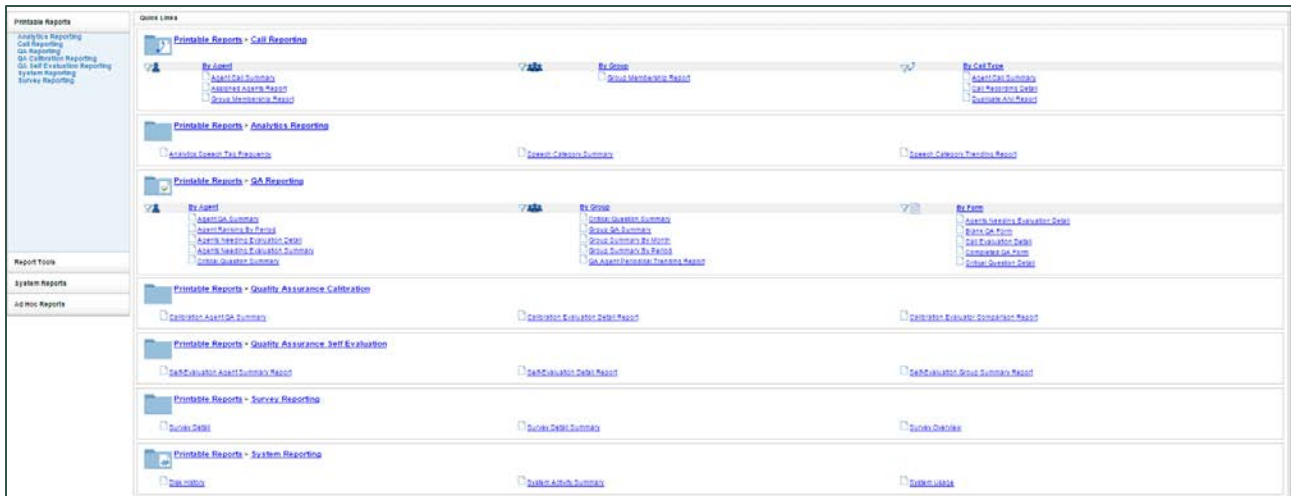 Printable Reports
Analytics Reporting
Call Reporting
QA Reporting
QA Calibration Reporting
QA Self Evaluation Reporting
System Reporting
Survey Reporting
Report Tools
System Reports
Ad Hoc Reports
Quick Links
Printable Reports - Call Reporting
By Agent
Agent Call Summary
Assigned Agents Report
Group Membership Report
By Group
Group Membership Report
By Call Type
Agent Call Summary
Call Recording Detail
Duplicate ANI Report
Printable Reports - Analytics Reporting
Analytics Speech Tag Frequency
Speech Category Summary
Speech Category Trending Report
Printable Reports - QA Reporting
By Agent
Agent QA Summary
Agent Ranking By Period
Agents Needing Evaluation Detail
Agents Needing Evaluation Summary
Critical Question Summary
By Group
Critical Question Summary
Group QA Summary
Group Summary By Month
Group Summary By Period
QA Agent Periodical Trending Report
By Form
Agents Needing Evaluation Detail
Blank QA Form
Call Evaluation Detail
Completed QA Form
Critical Question Detail
Printable Reports - Quality Assurance Calibration
Calibration Agent QA Summary
Calibration Evaluation Detail Report
Calibration Evaluator Comparison Report
Printable Reports - Quality Assurance Self Evaluation
Self-Evaluation Agent Summary Report
Self-Evaluation Detail Report
Self-Evaluation Group Summary Report
Printable Reports - Survey Reporting
Survey Detail
Survey Detail Summary
Survey Overview
Printable Reports - System Reporting
Disk History
System Activity Summary
System Usage